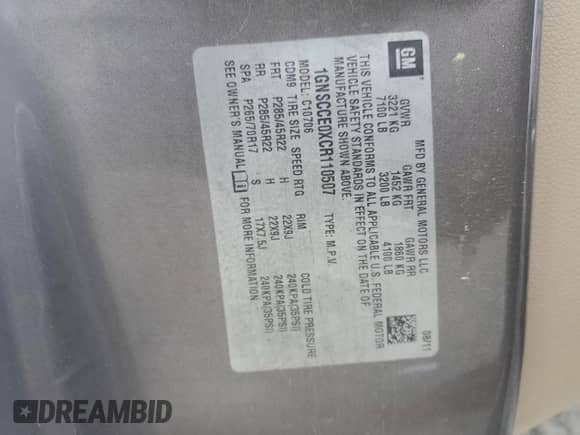 GM
MFD BY GENERAL MOTORS LLC
08/11
GVWR GAWR FRT GAWR RR
3221 KG 1452 KG 1860 KG
7100 LB 3200 LB 4100 LB
THIS VEHICLE CONFORMS TO ALL APPLICABLE U.S. FEDERAL MOTOR
VEHICLE SAFETY STANDARDS IN EFFECT ON THE DATE OF
MANUFACTURE SHOWN ABOVE.
1GNSCCE0XCR110507 TYPE: M.P.V.
MODEL: C10706
CDM9 TIRE SIZE SPEED RTG RIM COLD TIRE PRESSURE
FRT P285/45R22 H 22X9J 240KPA(35PSI)
RR P285/45R22 H 22X9J 240KPA(35PSI)
SPA P265/70R17 S 17X7.5J 240KPA(35PSI)
SEE OWNER'S MANUAL FOR MORE INFORMATION
DREAMBID